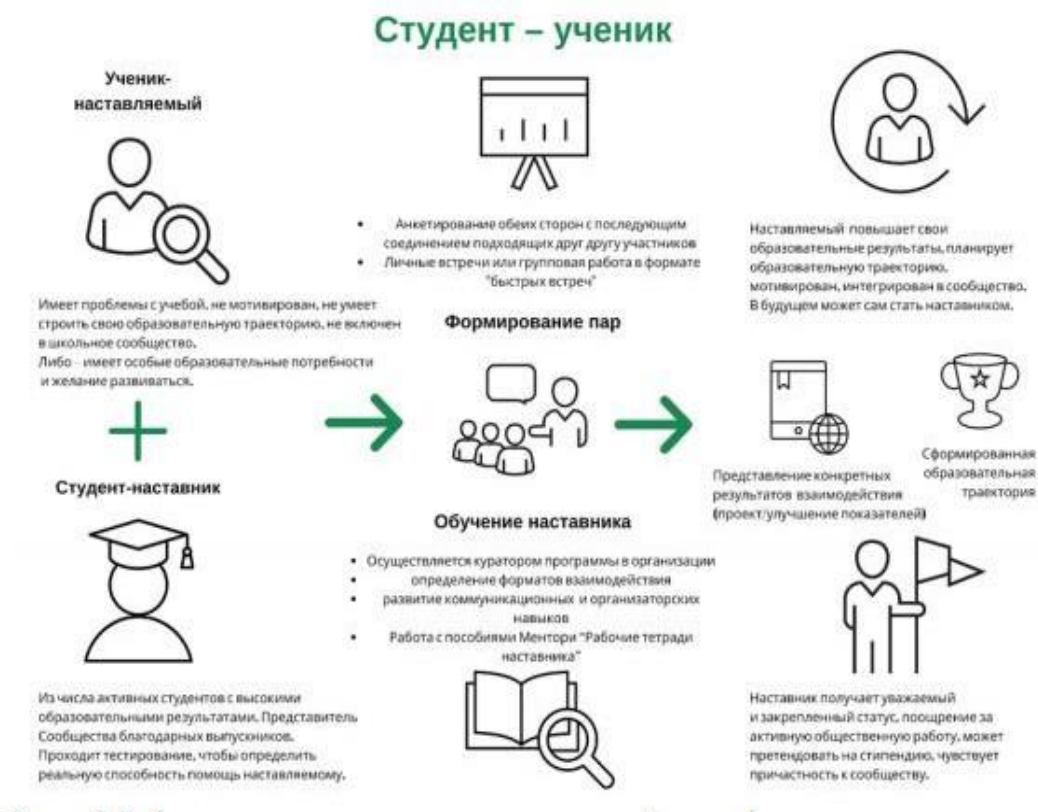 Студент – ученик
Ученик-
наставляемый
Имеет проблемы с учебой, не мотивирован, не умеет
строить свою образовательную траекторию, не включен
в школьное сообщество.
Либо - имеет особые образовательные потребности
и желание развиваться.
Студент-наставник
Из числа активных студентов с высокими
образовательными результатами. Представитель
Сообщества благодарных выпускников.
Проходит тестирование, чтобы определить
реальную способность помощь наставляемому.
• Анкетирование обеих сторон с последующим
соединением подходящих друг другу участников
• Личные встречи или групповая работа в формате
"быстрых встреч"
Формирование пар
Обучение наставника
• Осуществляется куратором программы в организации
• определение форматов взаимодействия
• развитие коммуникационных и организаторских
навыков
• Работа с пособиями Ментори "Рабочие тетради
наставника"
Наставляемый повышает свои
образовательные результаты, планирует
образовательную траекторию,
мотивирован, интегрирован в сообщество.
В будущем может сам стать наставником.
Представление конкретных
результатов взаимодействия
(проект/улучшение показателей)
Сформированная
образовательная
траектория
Наставник получает уважаемый
и закрепленный статус, поощрение за
активную общественную работу, может
претендовать на стипендию, чувствует
причастность к сообществу.